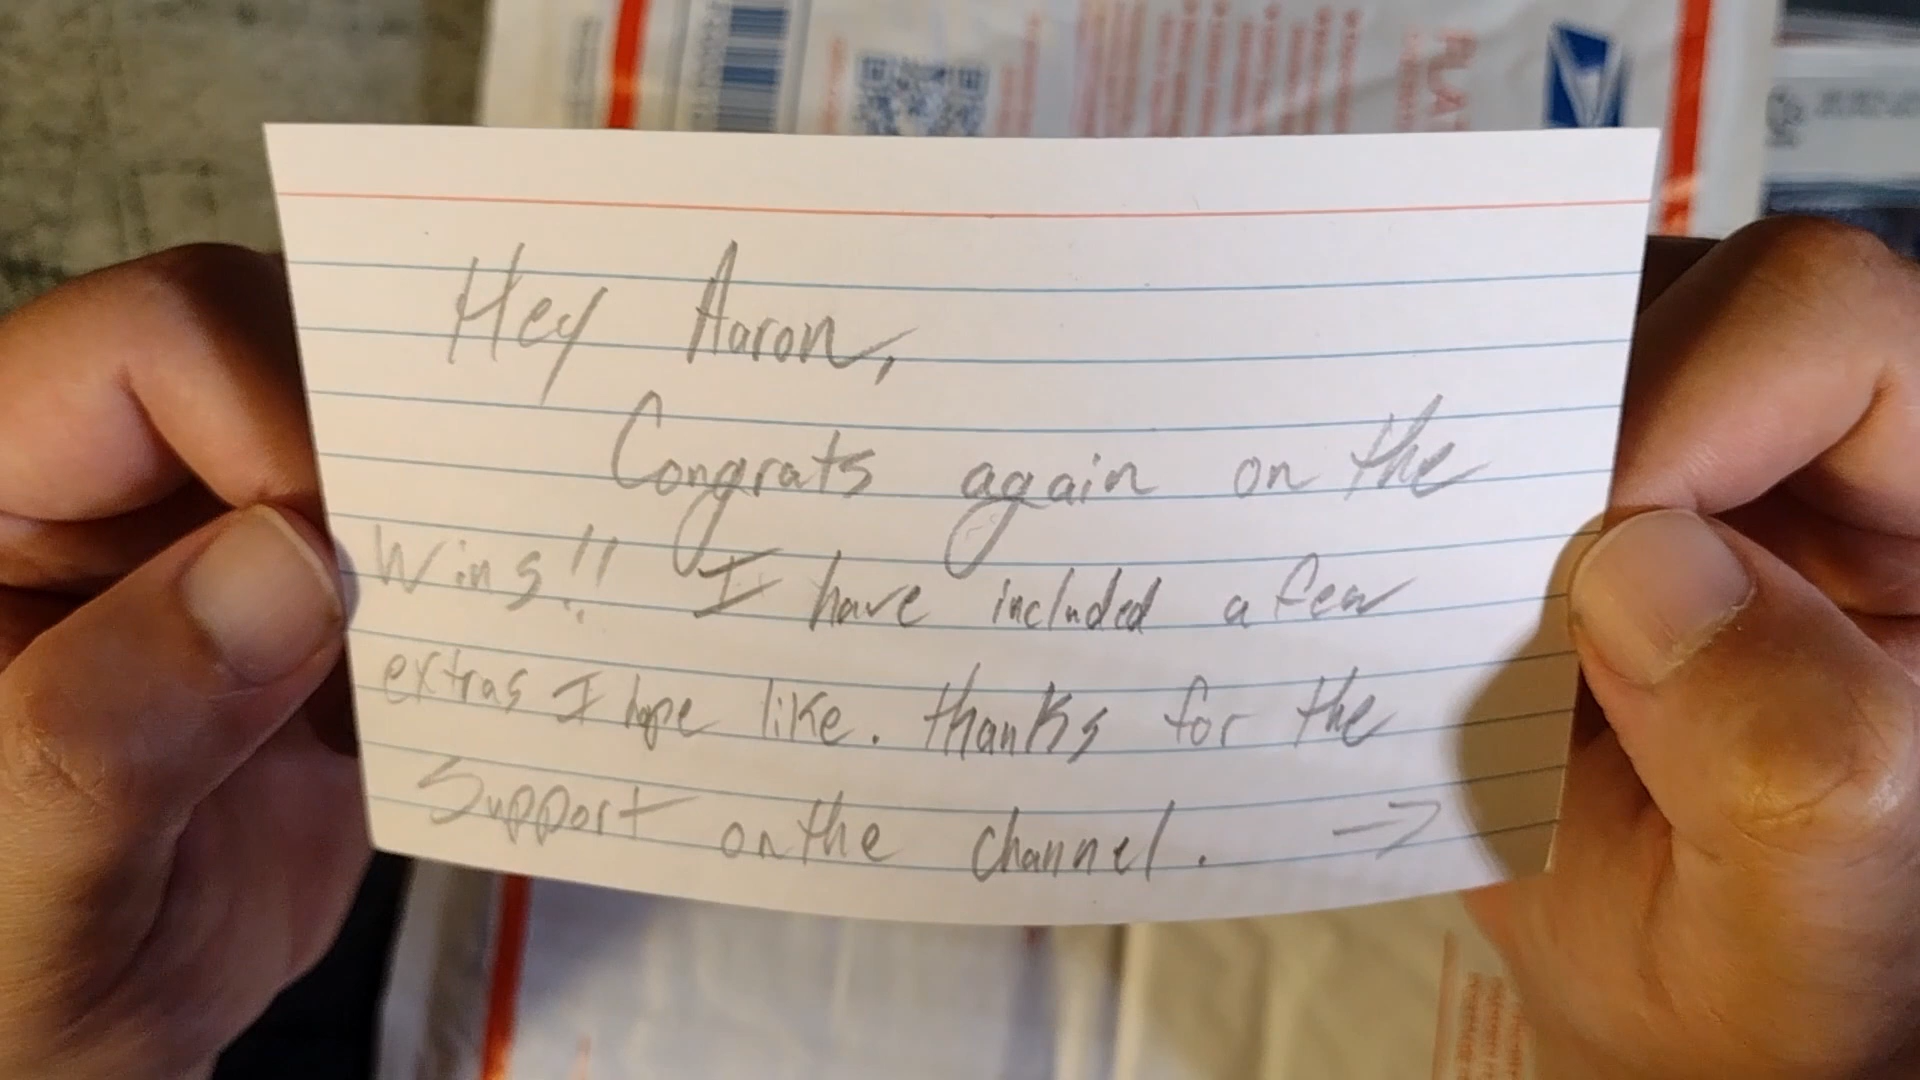 Hey Aaron,
Congrats again on the
Wins!! I have included a few
extras I hope like. thanks for the
Support on the channel. →